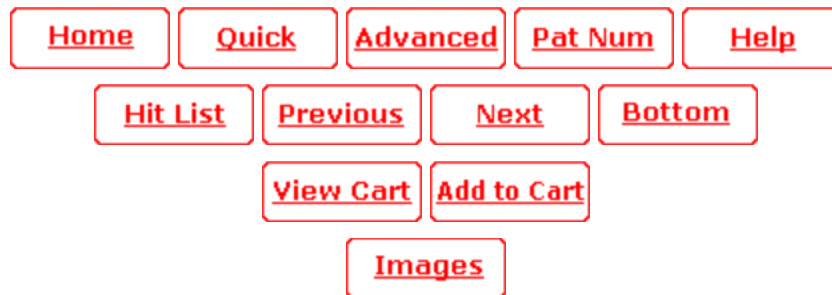 Home Quick Advanced Pat Num Help
Hit List Previous Next Bottom
View Cart Add to Cart
Images